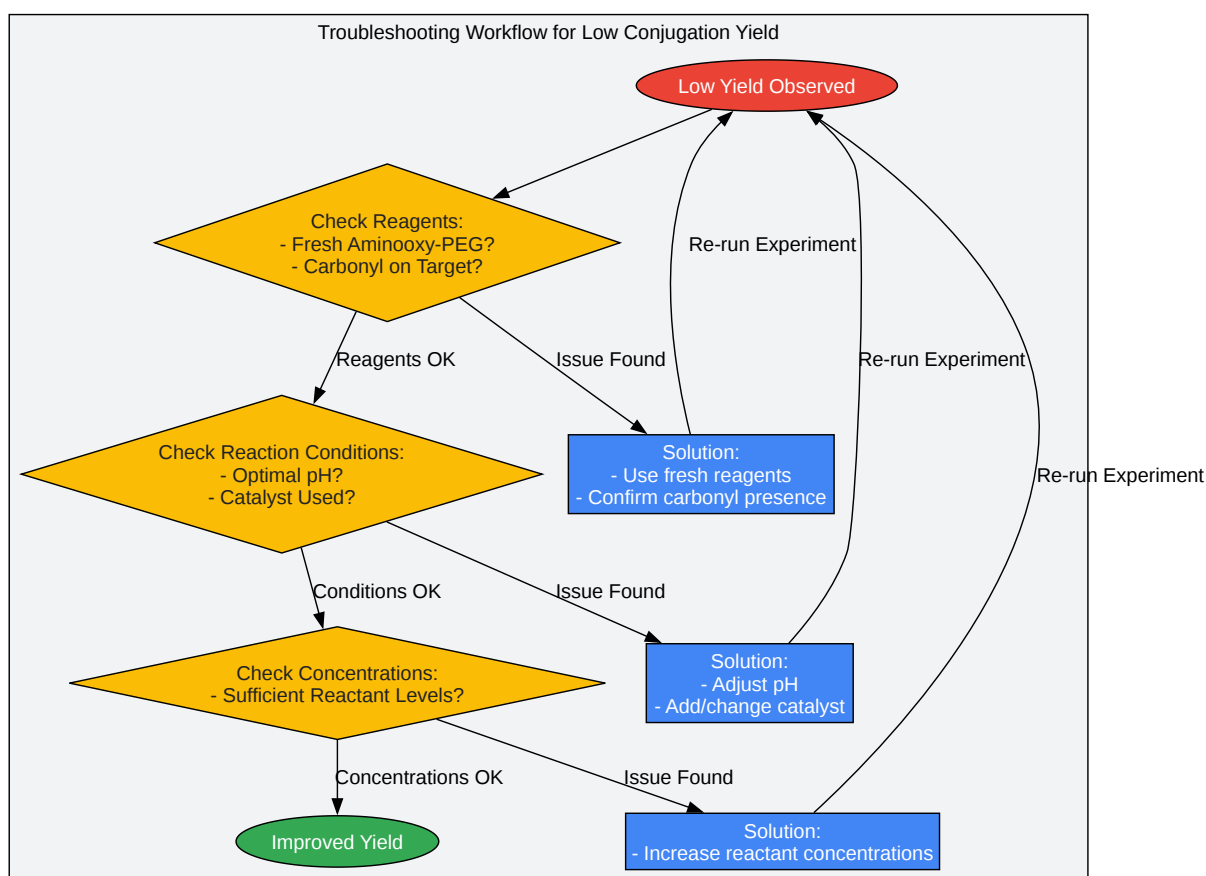 Troubleshooting Workflow for Low Conjugation Yield
Low Yield Observed
Check Reagents:
- Fresh Aminooxy-PEG?
- Carbonyl on Target?
Re-run Experiment
Reagents OK
Issue Found
Re-run Experiment
Check Reaction Conditions:
- Optimal pH?
- Catalyst Used?
Solution:
- Use fresh reagents
- Confirm carbonyl presence
Re-run Experiment
Conditions OK
Issue Found
Check Concentrations:
- Sufficient Reactant Levels?
Solution:
- Adjust pH
- Add/change catalyst
Concentrations OK
Issue Found
Improved Yield
Solution:
- Increase reactant concentrations